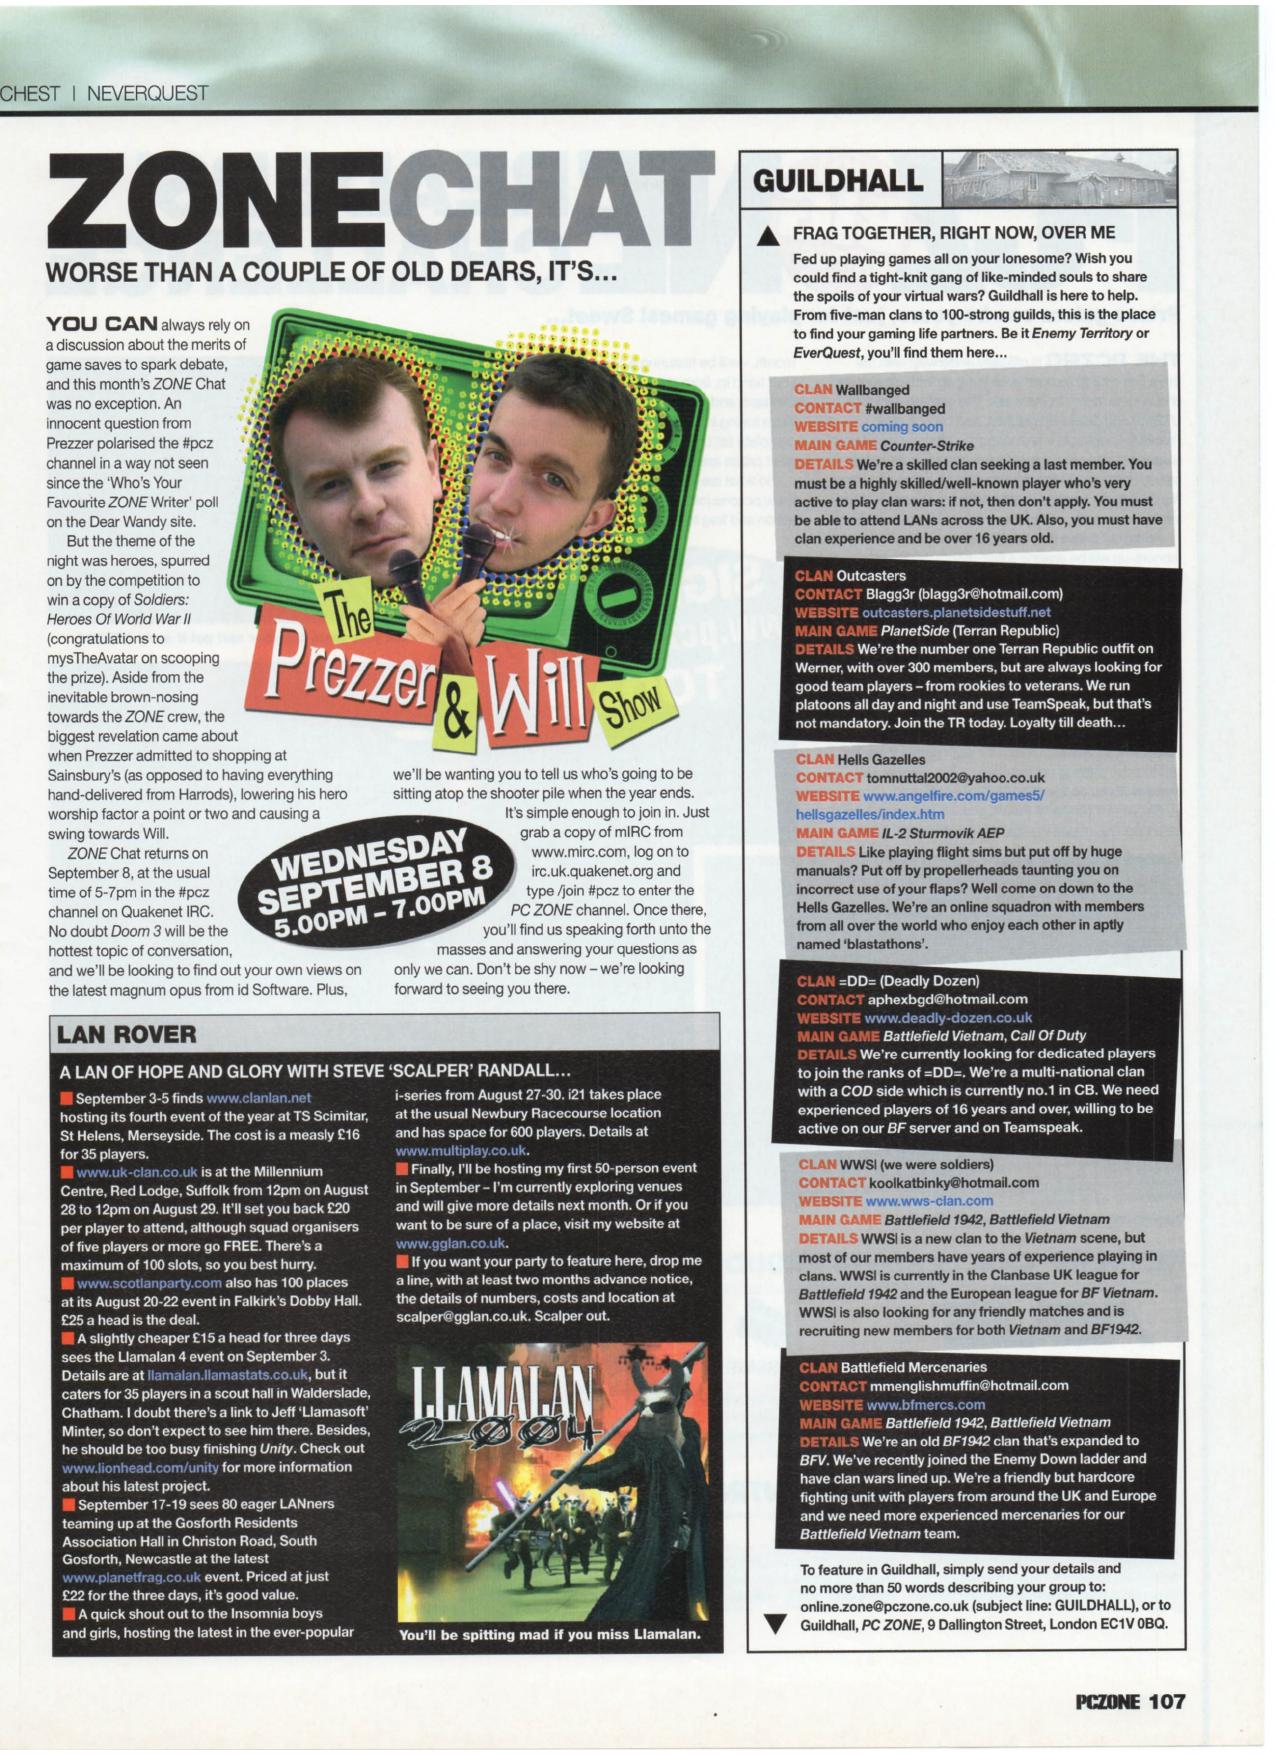 CHEST | NEVERQUEST
ZONECHAT
WORSE THAN A COUPLE OF OLD DEARS, IT'S...
YOU CAN always rely on
a discussion about the merits of
game saves to spark debate,
and this month's ZONE Chat
was no exception. An
innocent question from
Prezzer polarised the #pcz
channel in a way not seen
since the 'Who's Your
Favourite ZONE Writer' poll
on the Dear Wandy site.
But the theme of the
night was heroes, spurred
on by the competition to
win a copy of Soldiers:
Heroes Of World War II
(congratulations to
mysTheAvatar on scooping
the prize). Aside from the
inevitable brown-nosing
towards the ZONE crew, the
biggest revelation came about
when Prezzer admitted to shopping at
Sainsbury's (as opposed to having everything
hand-delivered from Harrods), lowering his hero
worship factor a point or two and causing a
swing towards Will.
ZONE Chat returns on
September 8, at the usual
time of 5-7pm in the #pcz
channel on Quakenet IRC.
No doubt Doom 3 will be the
hottest topic of conversation,
and we'll be looking to find out your own views on
the latest magnum opus from id Software. Plus,
The
Prezzer
& Will
Show
WEDNESDAY
SEPTEMBER 8
5.00PM – 7.00PM
we'll be wanting you to tell us who's going to be
sitting atop the shooter pile when the year ends.
It's simple enough to join in. Just
grab a copy of mIRC from
www.mirc.com, log on to
irc.uk.quakenet.org and
type /join #pcz to enter the
PC ZONE channel. Once there,
you'll find us speaking forth unto the
masses and answering your questions as
only we can. Don't be shy now – we're looking
forward to seeing you there.
LAN ROVER
A LAN OF HOPE AND GLORY WITH STEVE 'SCALPER' RANDALL...
September 3-5 finds www.clanlan.net
hosting its fourth event of the year at TS Scimitar,
St Helens, Merseyside. The cost is a measly £16
for 35 players.
www.uk-clan.co.uk is at the Millennium
Centre, Red Lodge, Suffolk from 12pm on August
28 to 12pm on August 29. It'll set you back £20
per player to attend, although squad organisers
of five players or more go FREE. There's a
maximum of 100 slots, so you best hurry.
www.scotlanparty.com also has 100 places
at its August 20-22 event in Falkirk's Dobby Hall.
£25 a head is the deal.
A slightly cheaper £15 a head for three days
sees the Llamalan 4 event on September 3.
Details are at llamalan.llamastats.co.uk, but it
caters for 35 players in a scout hall in Walderslade,
Chatham. I doubt there's a link to Jeff 'Llamasoft'
Minter, so don't expect to see him there. Besides,
he should be too busy finishing Unity. Check out
www.lionhead.com/unity for more information
about his latest project.
September 17-19 sees 80 eager LANners
teaming up at the Gosforth Residents
Association Hall in Christon Road, South
Gosforth, Newcastle at the latest
www.planetfrag.co.uk event. Priced at just
£22 for the three days, it's good value.
A quick shout out to the Insomnia boys
and girls, hosting the latest in the ever-popular
i-series from August 27-30. i21 takes place
at the usual Newbury Racecourse location
and has space for 600 players. Details at
www.multiplay.co.uk.
Finally, I'll be hosting my first 50-person event
in September – I'm currently exploring venues
and will give more details next month. Or if you
want to be sure of a place, visit my website at
www.gglan.co.uk.
If you want your party to feature here, drop me
a line, with at least two months advance notice,
the details of numbers, costs and location at
scalper@gglan.co.uk. Scalper out.
LLAMALAN
2004
You'll be spitting mad if you miss Llamalan.
GUILDHALL
FRAG TOGETHER, RIGHT NOW, OVER ME
Fed up playing games all on your lonesome? Wish you
could find a tight-knit gang of like-minded souls to share
the spoils of your virtual wars? Guildhall is here to help.
From five-man clans to 100-strong guilds, this is the place
to find your gaming life partners. Be it Enemy Territory or
EverQuest, you'll find them here...
CLAN Wallbanged
CONTACT #wallbanged
WEBSITE coming soon
MAIN GAME Counter-Strike
DETAILS We're a skilled clan seeking a last member. You
must be a highly skilled/well-known player who's very
active to play clan wars: if not, then don't apply. You must
be able to attend LANs across the UK. Also, you must have
clan experience and be over 16 years old.
CLAN Outcasters
CONTACT Blagg3r (blagg3r@hotmail.com)
WEBSITE outcasters.planetsidestuff.net
MAIN GAME PlanetSide (Terran Republic)
DETAILS We're the number one Terran Republic outfit on
Werner, with over 300 members, but are always looking for
good team players – from rookies to veterans. We run
platoons all day and night and use TeamSpeak, but that's
not mandatory. Join the TR today. Loyalty till death...
CLAN Hells Gazelles
CONTACT tomnuttal2002@yahoo.co.uk
WEBSITE www.angelfire.com/games5/
hellsgazelles/index.htm
MAIN GAME IL-2 Sturmovik AEP
DETAILS Like playing flight sims but put off by huge
manuals? Put off by propellerheads taunting you on
incorrect use of your flaps? Well come on down to the
Hells Gazelles. We're an online squadron with members
from all over the world who enjoy each other in aptly
named 'blastathons'.
CLAN =DD= (Deadly Dozen)
CONTACT aphexbgd@hotmail.com
WEBSITE www.deadly-dozen.co.uk
MAIN GAME Battlefield Vietnam, Call Of Duty
DETAILS We're currently looking for dedicated players
to join the ranks of =DD=. We're a multi-national clan
with a COD side which is currently no.1 in CB. We need
experienced players of 16 years and over, willing to be
active on our BF server and on Teamspeak.
CLAN WWS| (we were soldiers)
CONTACT koolkatbinky@hotmail.com
WEBSITE www.wws-clan.com
MAIN GAME Battlefield 1942, Battlefield Vietnam
DETAILS WWS| is a new clan to the Vietnam scene, but
most of our members have years of experience playing in
clans. WWS| is currently in the Clanbase UK league for
Battlefield 1942 and the European league for BF Vietnam.
WWS| is also looking for any friendly matches and is
recruiting new members for both Vietnam and BF1942.
CLAN Battlefield Mercenaries
CONTACT mmenglishmuffin@hotmail.com
WEBSITE www.bfmercs.com
MAIN GAME Battlefield 1942, Battlefield Vietnam
DETAILS We're an old BF1942 clan that's expanded to
BFV. We've recently joined the Enemy Down ladder and
have clan wars lined up. We're a friendly but hardcore
fighting unit with players from around the UK and Europe
and we need more experienced mercenaries for our
Battlefield Vietnam team.
To feature in Guildhall, simply send your details and
no more than 50 words describing your group to:
online.zone@pczone.co.uk (subject line: GUILDHALL), or to
Guildhall, PC ZONE, 9 Dallington Street, London EC1V 0BQ.
PCZONE 107